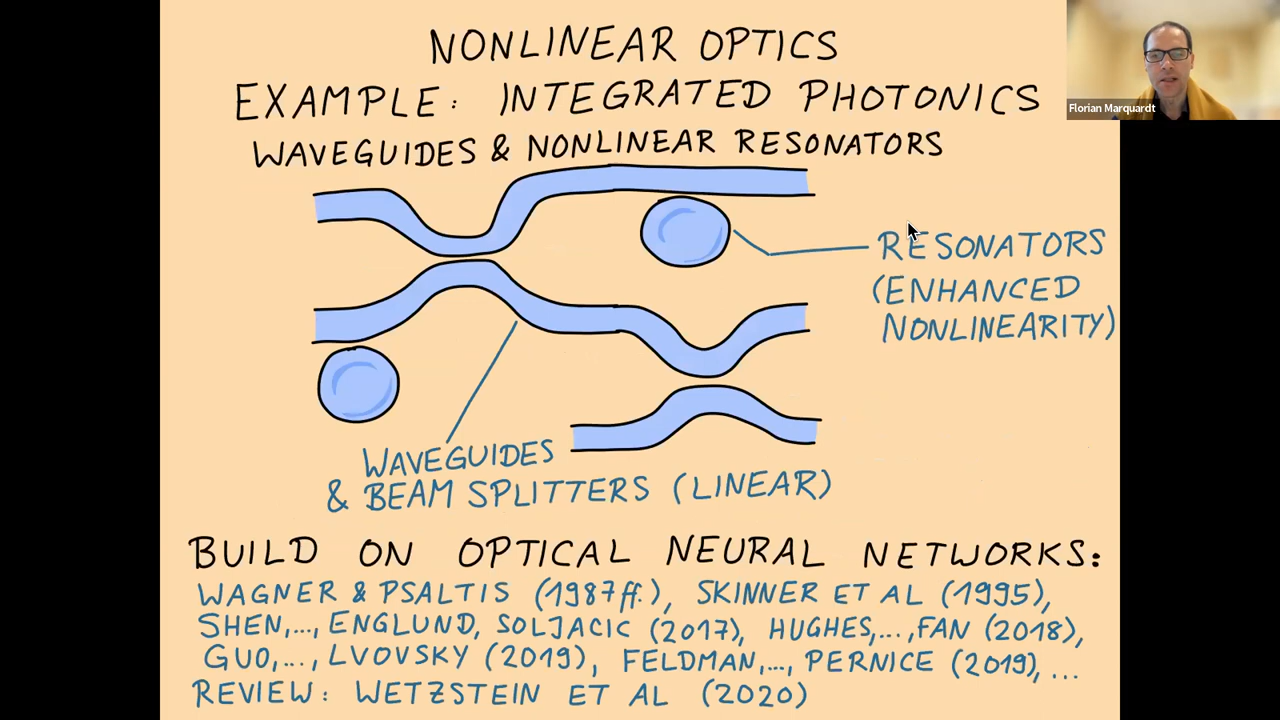 NONLINEAR OPTICS
EXAMPLE: INTEGRATED PHOTONICS
WAVEGUIDES & NONLINEAR RESONATORS
Florian Marquardt
RESONATORS
(ENHANCED
NONLINEARITY)
WAVEGUIDES
& BEAM SPLITTERS (LINEAR)
BUILD ON OPTICAL NEURAL NETWORKS:
WAGNER & PSALTIS (1987ff.), SKINNER ET AL (1995),
SHEN,..., ENGLUND, SOLJACIC (2017), HUGHES,...,FAN (2018),
GUO,..., LVOVSKY (2019), FELDMAN,..., PERNICE (2019), ...
REVIEW: WETZSTEIN ET AL (2020)